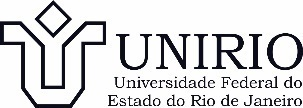 UNIRIO
Universidade Federal do
Estado do Rio de Janeiro